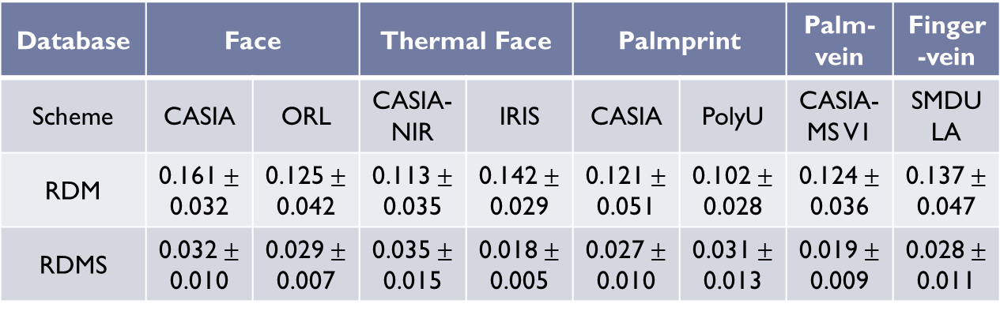 Database Face Thermal Face Palmprint Palm-
vein Finger
-vein
Scheme CASIA ORL CASIA-
NIR IRIS CASIA PolyU CASIA-
MS V1 SMDU
LA
RDM 0.161 ± 0.125 ± 0.113 ± 0.142 ± 0.121 ± 0.102 ± 0.124 ± 0.137 ±
0.032 0.042 0.035 0.029 0.051 0.028 0.036 0.047
RDMS 0.032 ± 0.029 ± 0.035 ± 0.018 ± 0.027 ± 0.031 ± 0.019 ± 0.028 ±
0.010 0.007 0.015 0.005 0.010 0.013 0.009 0.011